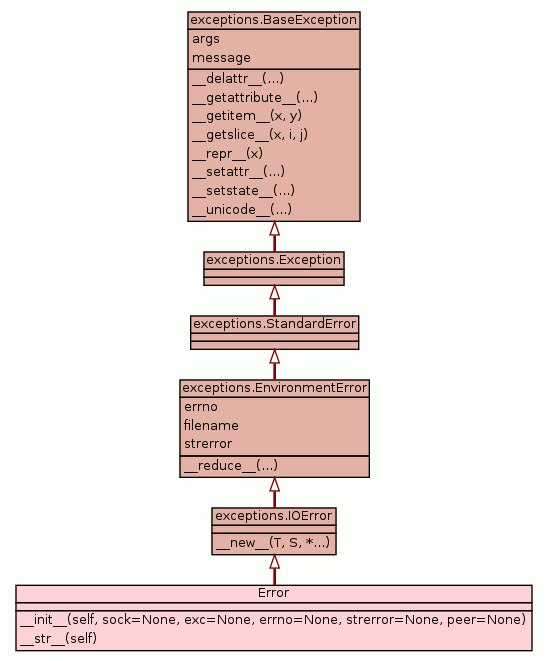 exceptions.BaseException
args
message
__delattr__(...)
__getattribute__(...)
__getitem__(x, y)
__getslice__(x, i, j)
__repr__(x)
__setattr__(...)
__setstate__(...)
__unicode__(...)
exceptions.Exception
exceptions.StandardError
exceptions.EnvironmentError
errno
filename
strerror
__reduce__(...)
exceptions.IOError
__new__(T, S, *...)
Error
__init__(self, sock=None, exc=None, errno=None, strerror=None, peer=None)
__str__(self)